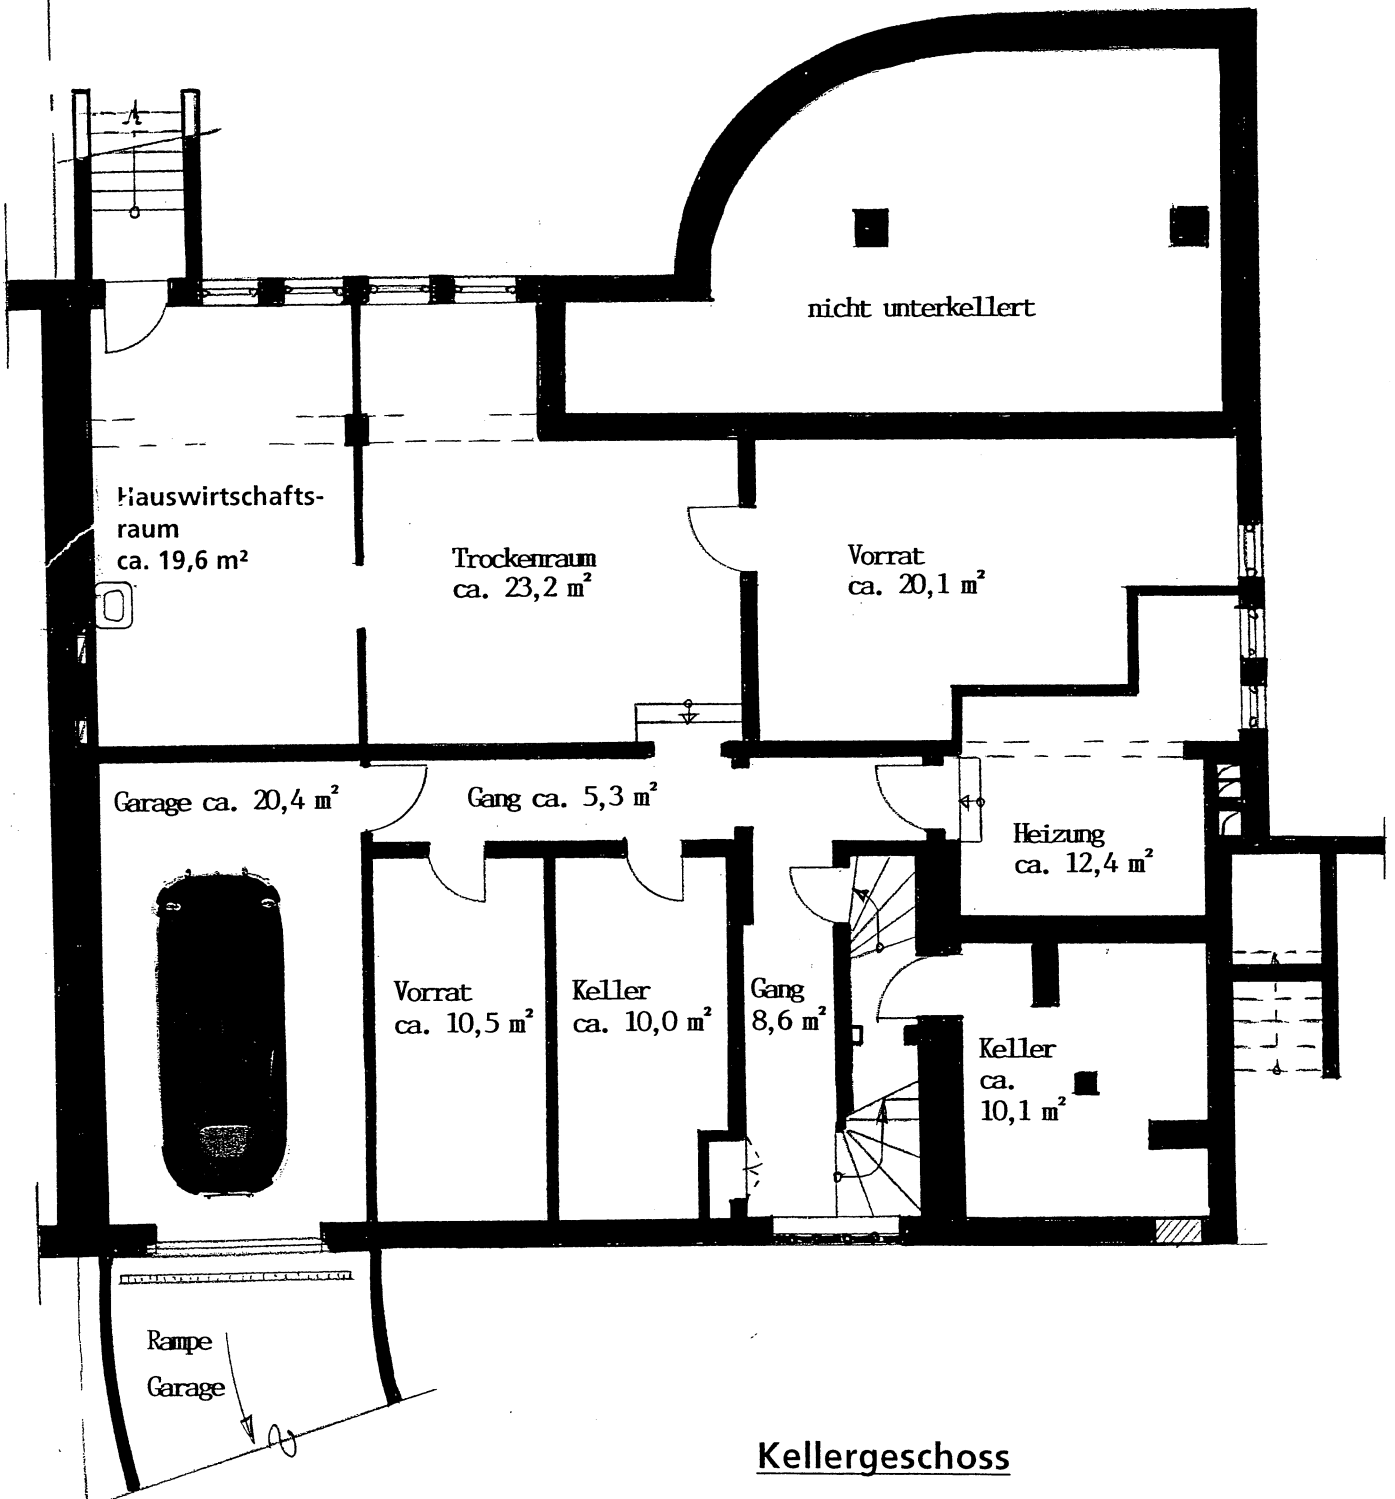 nicht unterkellert
Hauswirtschafts-
raum
ca. 19,6 m²
Trockenraum
ca. 23,2 m²
Vorrat
ca. 20,1 m²
Garage ca. 20,4 m²
Gang ca. 5,3 m²
Heizung
ca. 12,4 m²
Vorrat
ca. 10,5 m²
Keller
ca. 10,0 m²
Gang
8,6 m²
Keller
ca.
10,1 m²
Rampe
Garage
Kellergeschoss